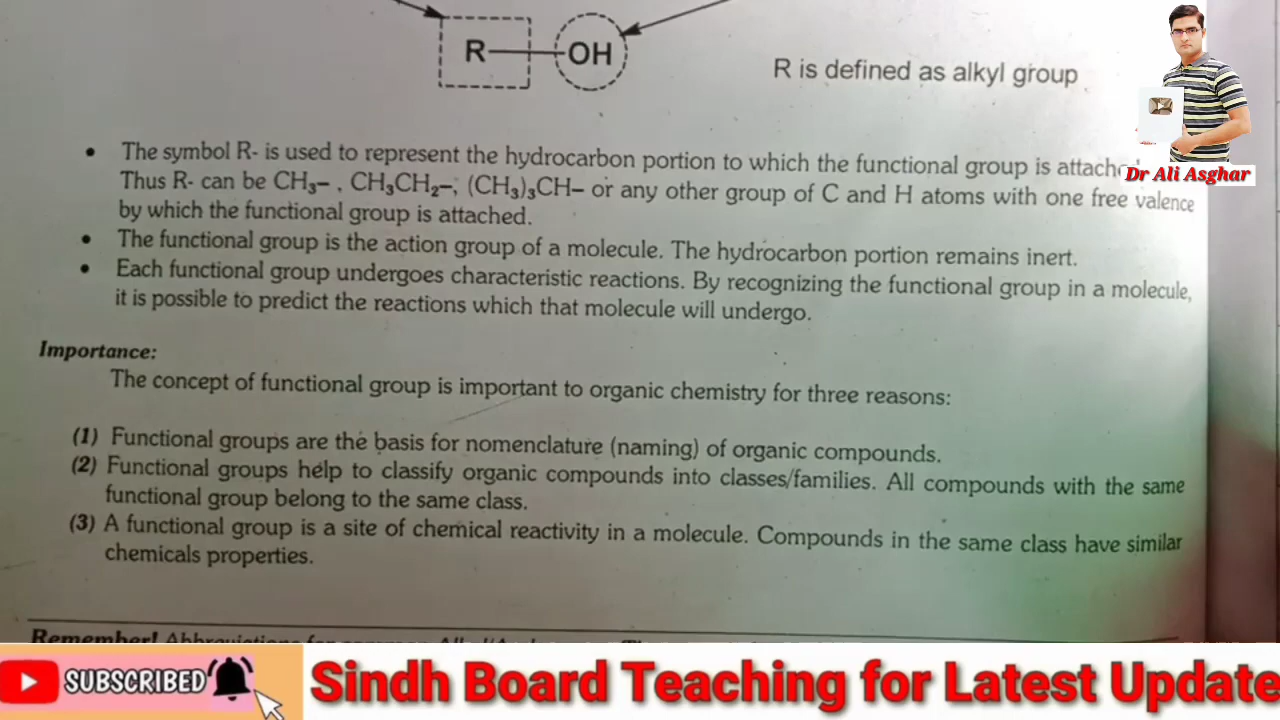 R—OH
R is defined as alkyl group
• The symbol R- is used to represent the hydrocarbon portion to which the functional group is
Thus R- can be CH₃– , CH₃CH₂–, (CH₃)₃CH– or any other group of C and H atoms with one free valence
by which the functional group is attached.
• The functional group is the action group of a molecule. The hydrocarbon portion remains inert.
• Each functional group undergoes characteristic reactions. By recognizing the functional group in a molecule,
it is possible to predict the reactions which that molecule will undergo.
Importance:
The concept of functional group is important to organic chemistry for three reasons:
(1) Functional groups are the basis for nomenclature (naming) of organic compounds.
(2) Functional groups help to classify organic compounds into classes/families. All compounds with the same
functional group belong to the same class.
(3) A functional group is a site of chemical reactivity in a molecule. Compounds in the same class have similar
chemicals properties.
Remember! Abbreviations for common
Dr Ali Asghar
SUBSCRIBED
Sindh Board Teaching for Latest Update